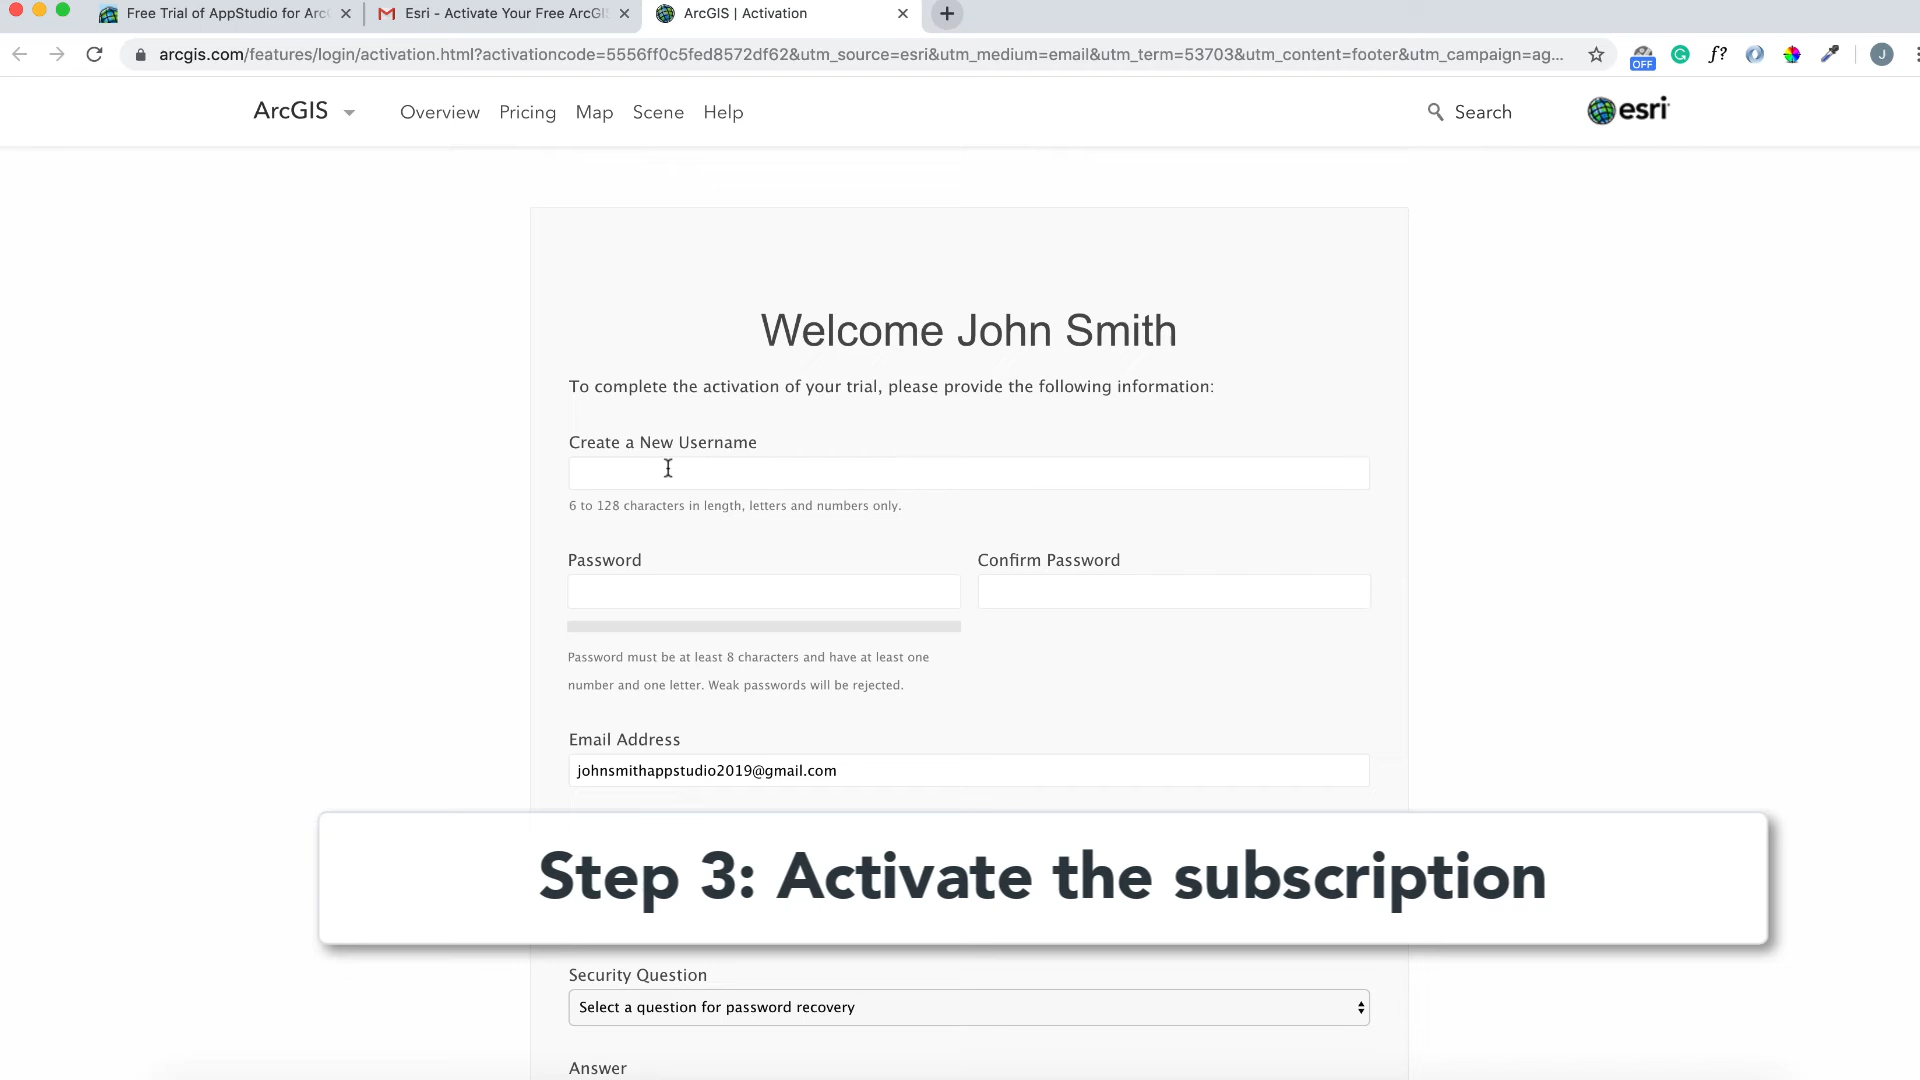 Free Trial of AppStudio for Arc
Esri - Activate Your Free ArcGIS
ArcGIS | Activation
arcgis.com/features/login/activation.html?activationcode=5556ff0c5fed8572df62&utm_source=esri&utm_medium=email&utm_term=53703&utm_content=footer&utm_campaign=ag...
OFF
f?
J
ArcGIS
Overview
Pricing
Map
Scene
Help
Search
esri
Welcome John Smith
To complete the activation of your trial, please provide the following information:
Create a New Username
6 to 128 characters in length, letters and numbers only.
Password
Confirm Password
Password must be at least 8 characters and have at least one
number and one letter. Weak passwords will be rejected.
Email Address
johnsmithappstudio2019@gmail.com
Step 3: Activate the subscription
Security Question
Select a question for password recovery
Answer